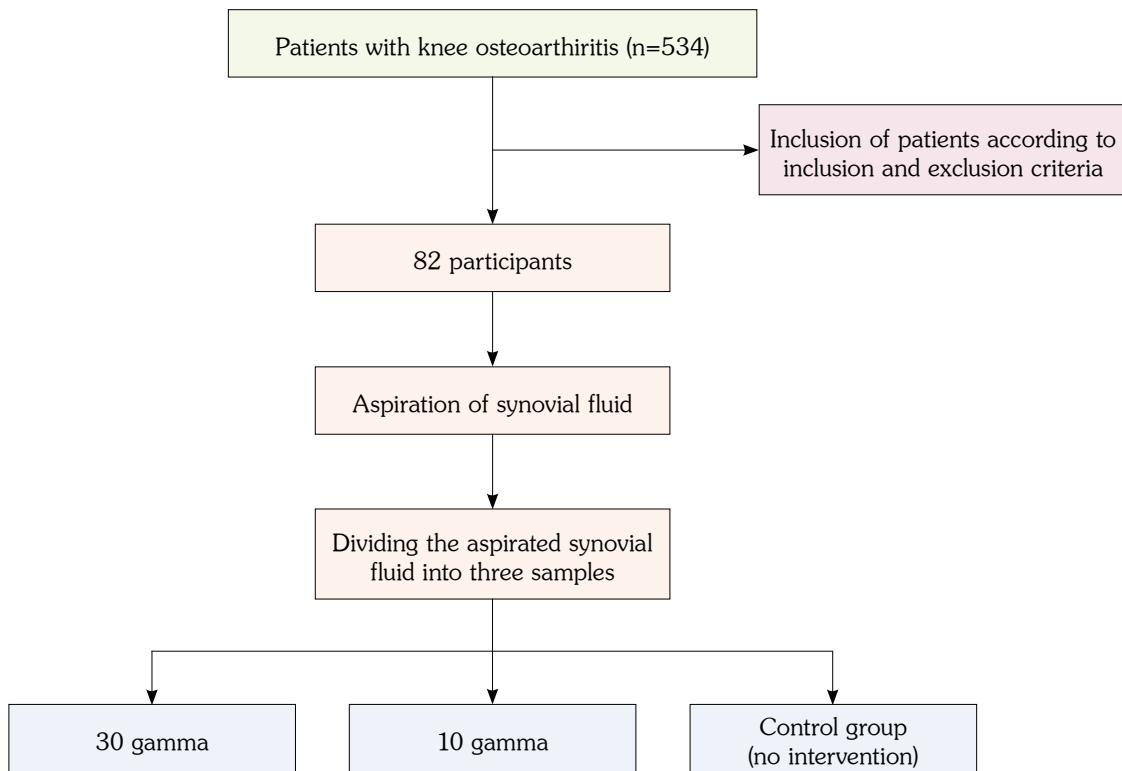 Patients with knee osteoarthiritis (n=534)
Inclusion of patients according to
inclusion and exclusion criteria
82 participants
Aspiration of synovial fluid
Dividing the aspirated synovial
fluid into three samples
30 gamma
10 gamma
Control group
(no intervention)